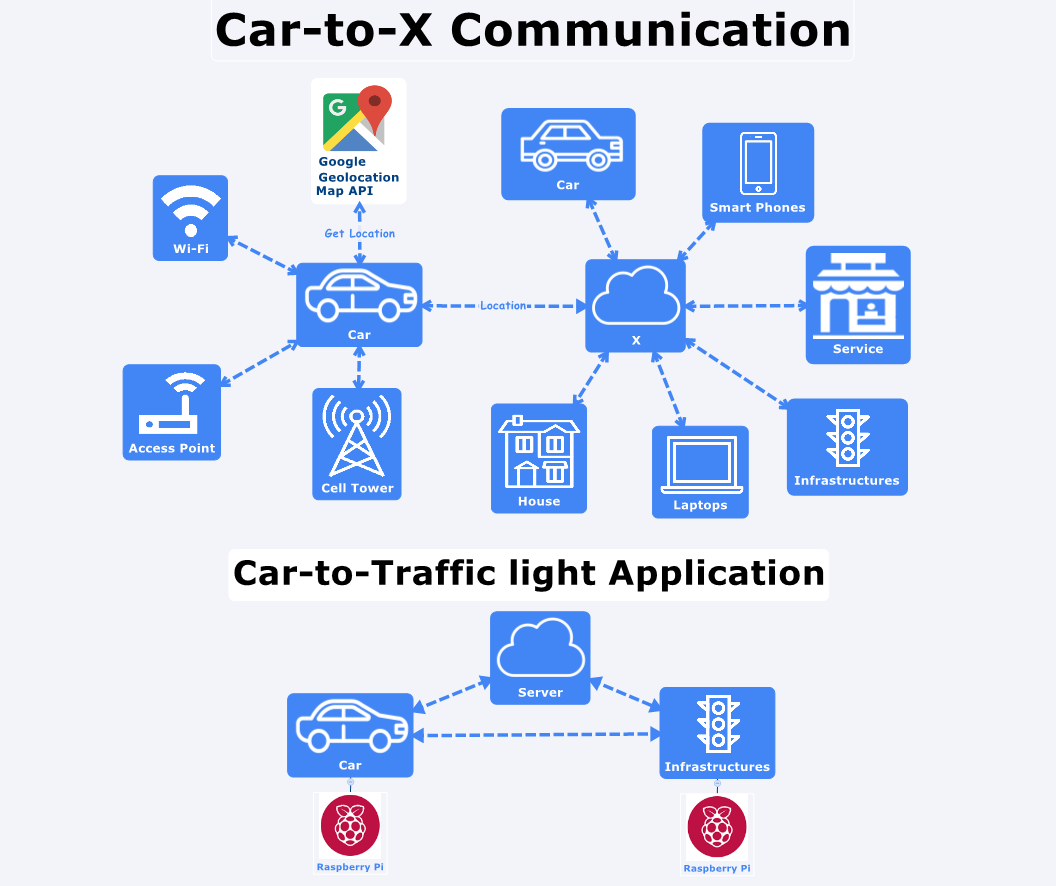 Car-to-X Communication
G
Google
Geolocation
Map API
Car
Smart Phones
Wi-Fi
Get Location
Car
Location
X
Service
Access Point
Cell Tower
House
Laptops
Infrastructures
Car-to-Traffic light Application
Server
Car
Infrastructures
Raspberry Pi
Raspberry Pi